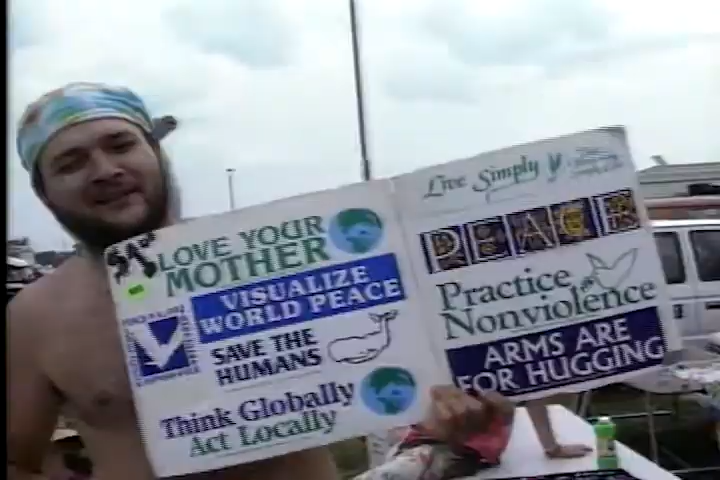 LOVE YOUR
MOTHER
VISUALIZE
WORLD PEACE
SAVE THE
HUMANS
Think Globally
Act Locally
Live Simply
PEACE
Practice
Nonviolence
ARMS ARE
FOR HUGGING